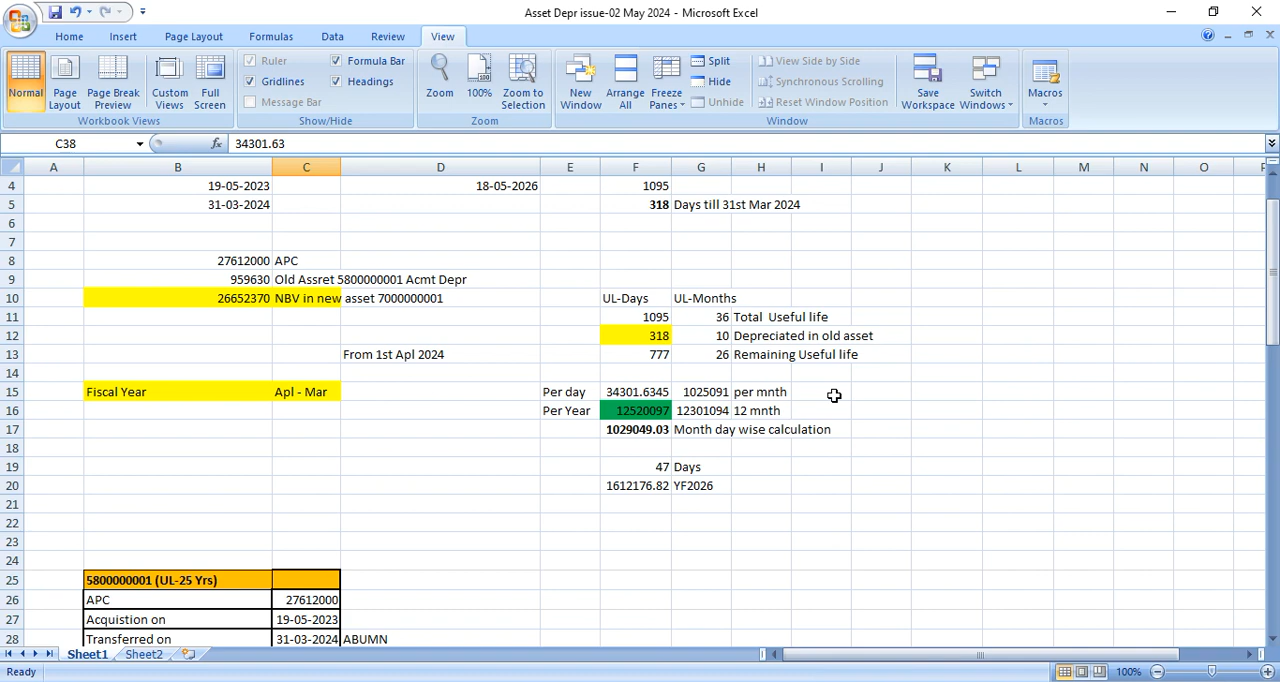 Asset Depr issue-02 May 2024 - Microsoft Excel
Home Insert Page Layout Formulas Data Review View
Normal Page Layout Page Break Preview Custom Views Full Screen
Workbook Views
Ruler Formula Bar
Gridlines Headings
Message Bar
Show/Hide
Zoom 100% Zoom to Selection
Zoom
New Window Arrange All Freeze Panes
Split
Hide
Unhide
View Side by Side
Synchronous Scrolling
Reset Window Position
Window
Save Workspace Switch Windows
Macros
Macros
C38 fx 34301.63
A B C D E F G H I J K L M N O
4 19-05-2023 18-05-2026 1095
5 31-03-2024 318 Days till 31st Mar 2024
6
7
8 27612000 APC
9 959630 Old Assret 5800000001 Acmt Depr
10 26652370 NBV in new asset 7000000001 UL-Days UL-Months
11 1095 36 Total Useful life
12 318 10 Depreciated in old asset
13 From 1st Apl 2024 777 26 Remaining Useful life
14
15 Fiscal Year Apl - Mar Per day 34301.6345 1025091 per mnth
16 Per Year 12520097 12301094 12 mnth
17 1029049.03 Month day wise calculation
18
19 47 Days
20 1612176.82 YF2026
21
22
23
24
25 5800000001 (UL-25 Yrs)
26 APC 27612000
27 Acquistion on 19-05-2023
28 Transferred on 31-03-2024 ABUMN
Sheet1 Sheet2
Ready 100%